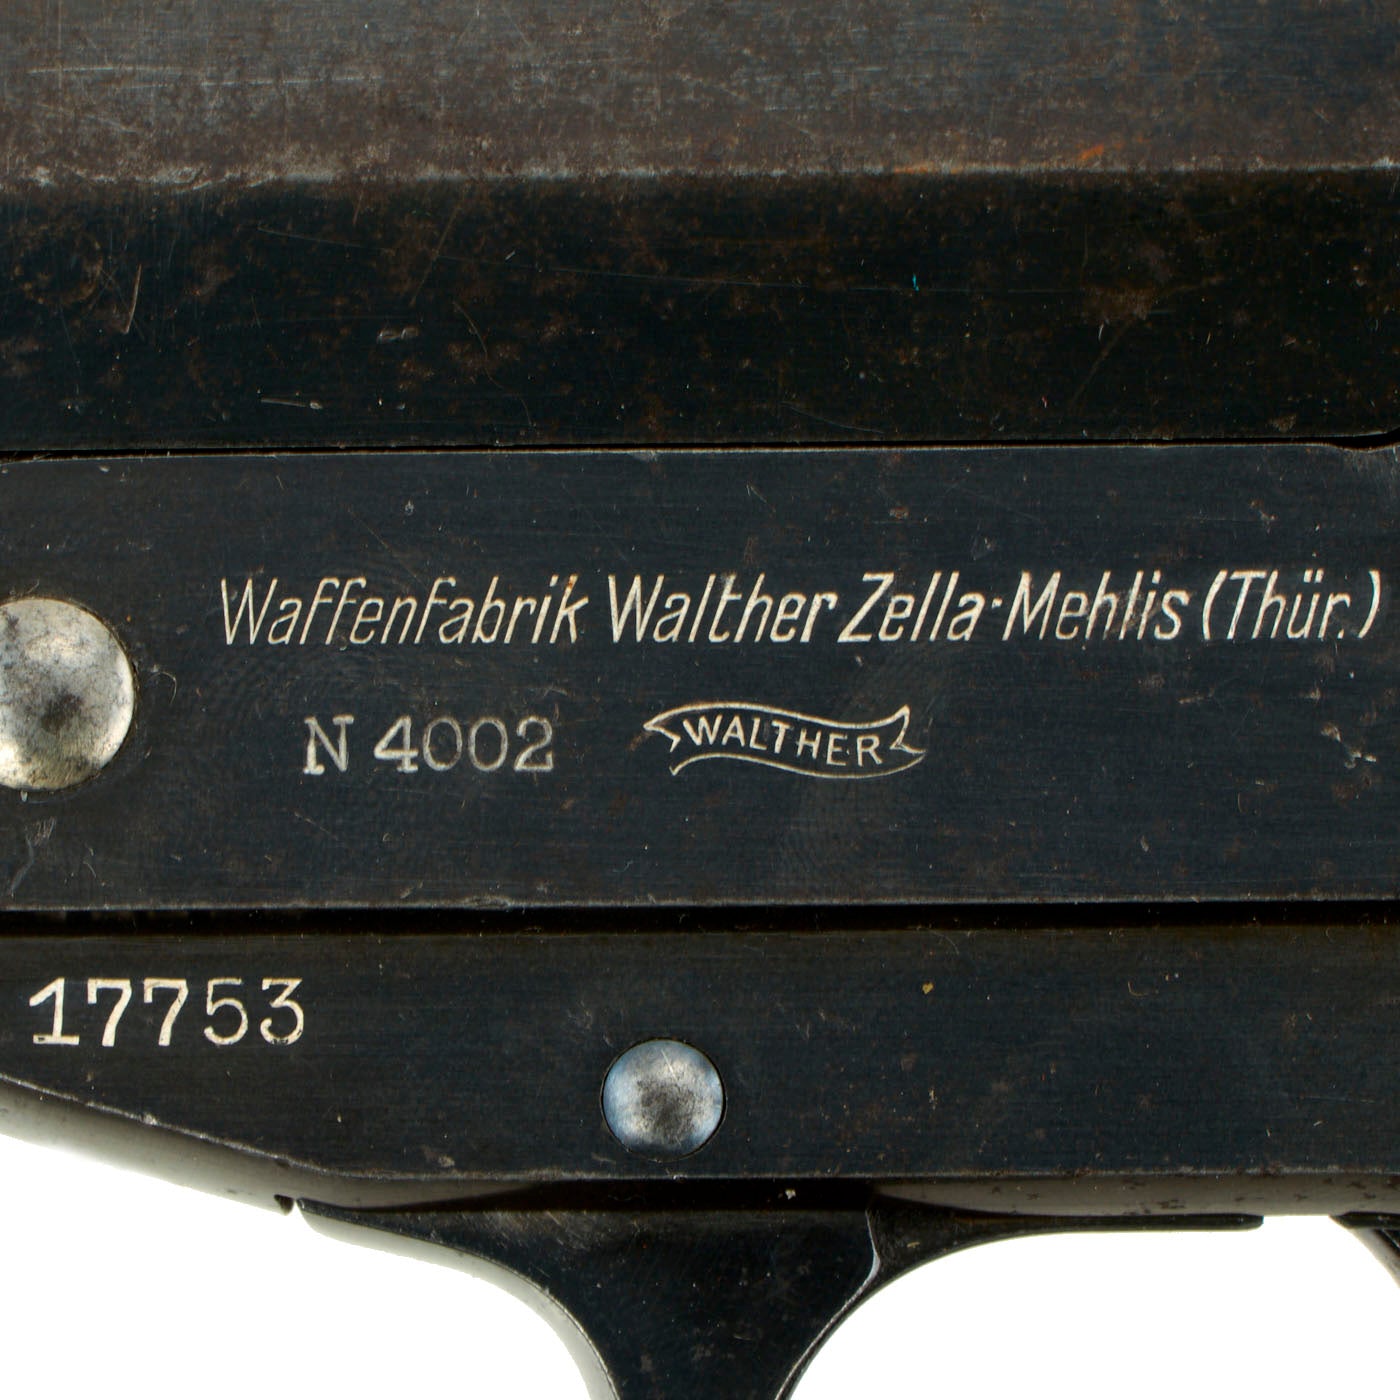 Waffenfabrik Walther Zella-Mehlis (Thür.)
N 4002
WALTHER
17753